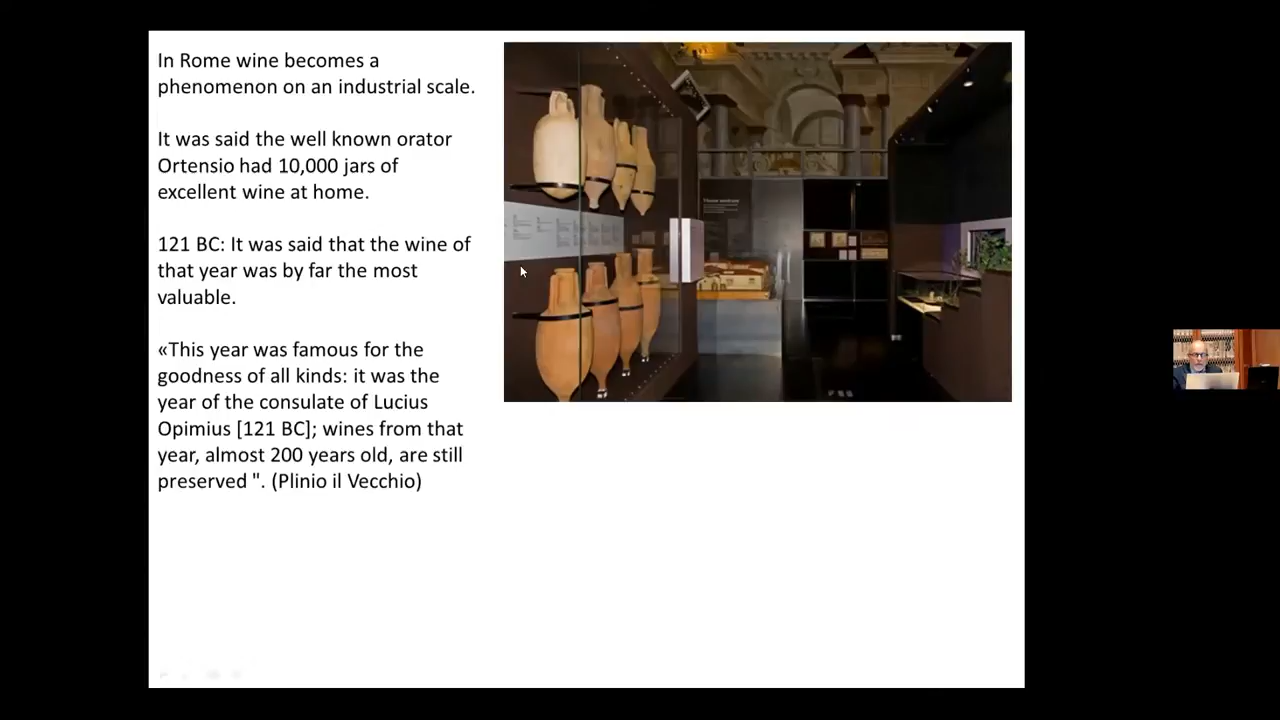 In Rome wine becomes a
phenomenon on an industrial scale.
It was said the well known orator
Ortensio had 10,000 jars of
excellent wine at home.
121 BC: It was said that the wine of
that year was by far the most
valuable.
«This year was famous for the
goodness of all kinds: it was the
year of the consulate of Lucius
Opimius [121 BC]; wines from that
year, almost 200 years old, are still
preserved ". (Plinio il Vecchio)